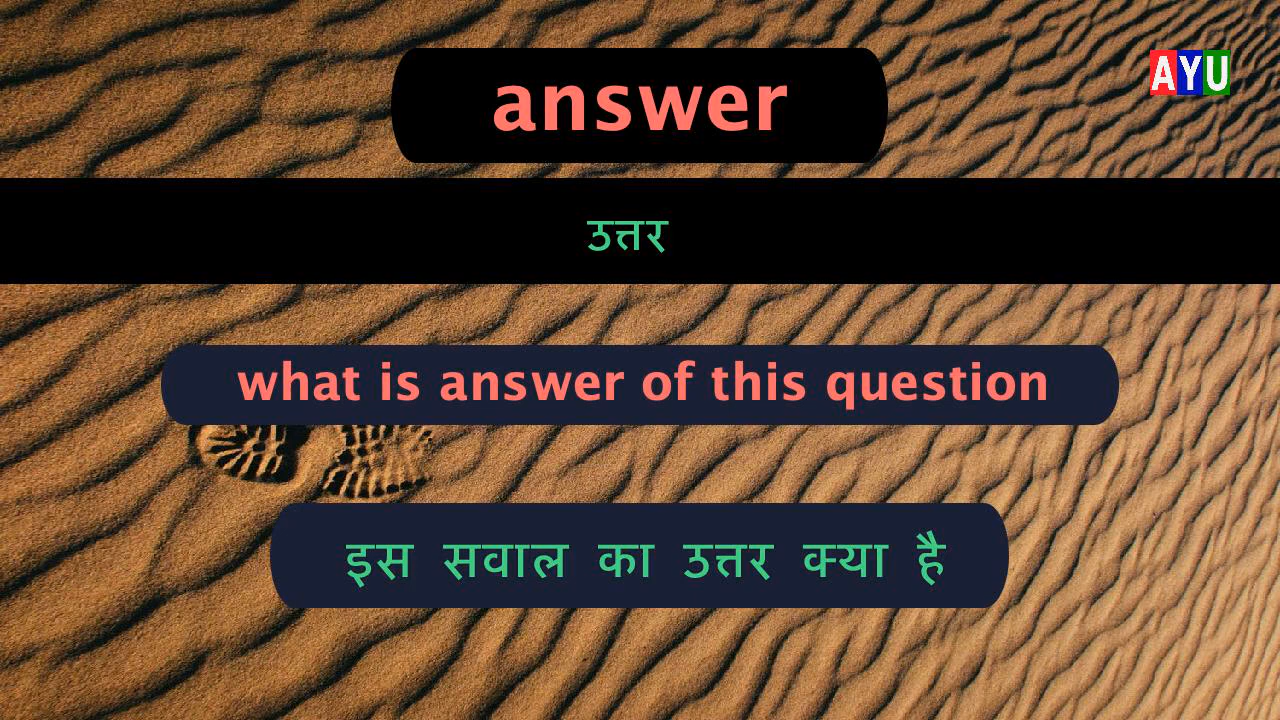 answer
AYU
उत्तर
what is answer of this question
इस सवाल का उत्तर क्या है